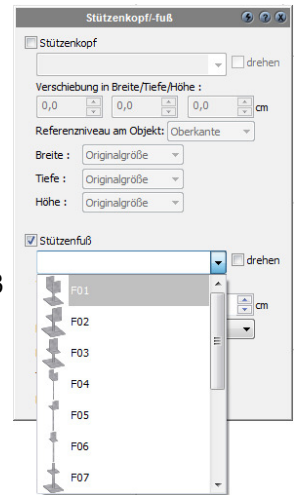 Stützenkopf/-fuß
Stützenkopf
drehen
Verschiebung in Breite/Tiefe/Höhe :
0,0 0,0 0,0 cm
Referenzniveau am Objekt: Oberkante
Breite : Originalgröße
Tiefe : Originalgröße
Höhe : Originalgröße
Stützenfuß
drehen
F01
cm
F02
F03
F04
F05
F06
F07